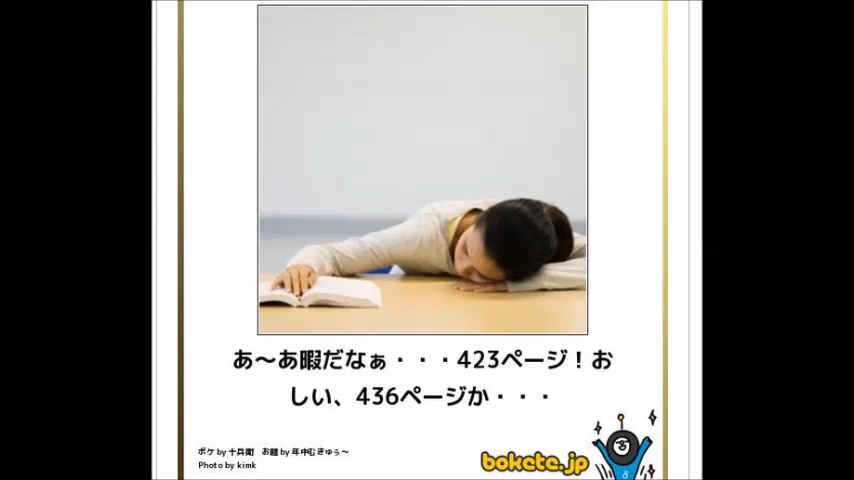 あ〜あ暇だなぁ・・・423ページ！お
しい、436ページか・・・
ボケ by 十兵衛　お題 by 年中むきゅぅ〜
Photo by kimk
bokete.jp